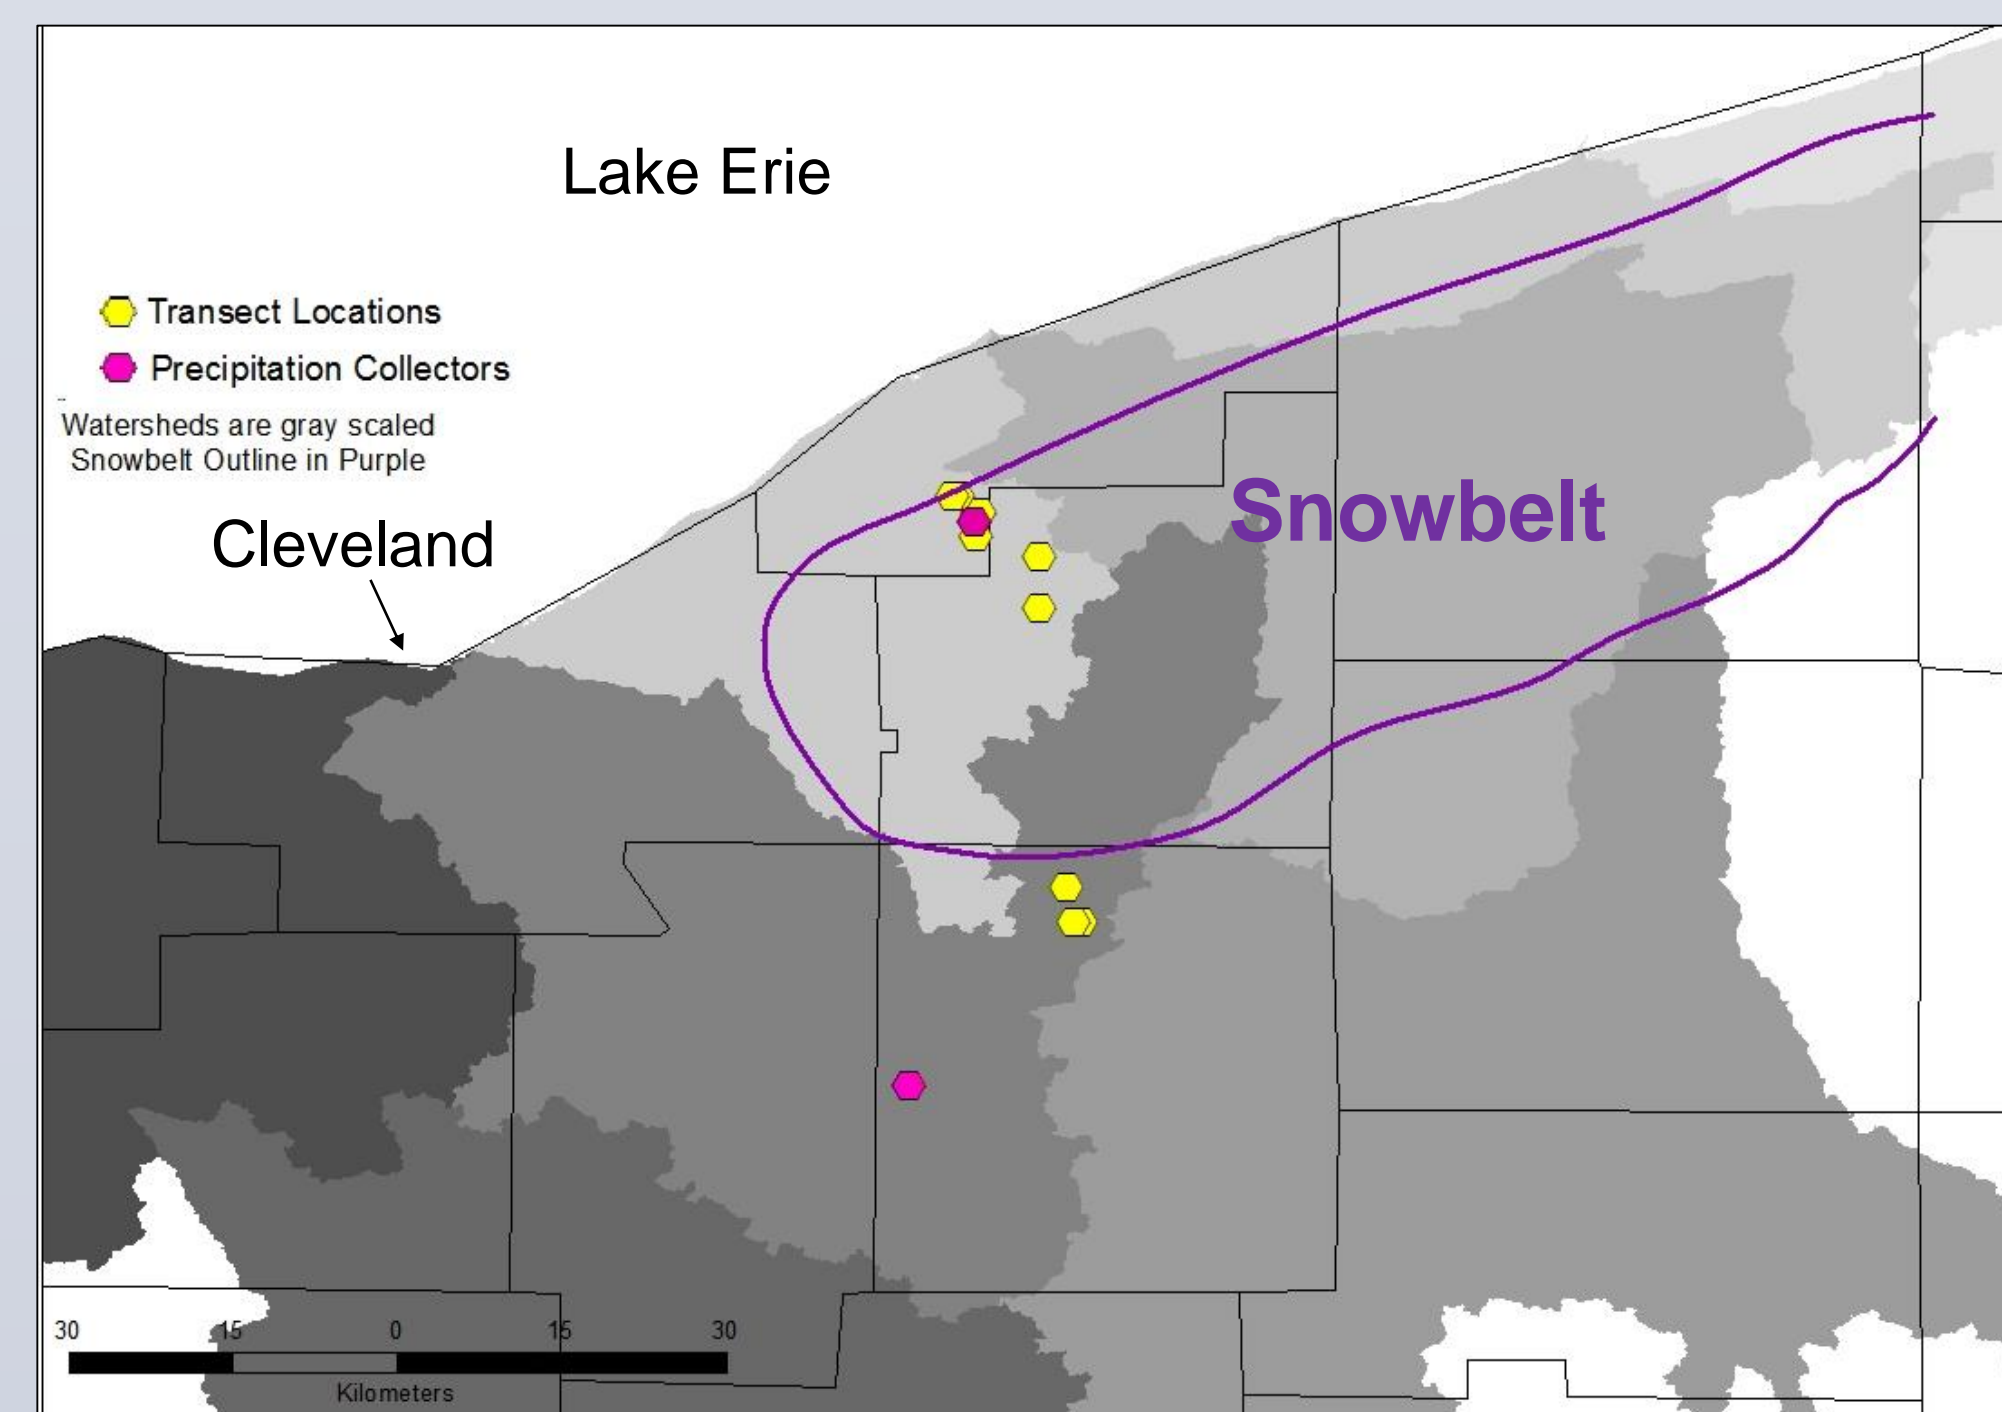 Lake Erie
Transect Locations
Precipitation Collectors
Watersheds are gray scaled
Snowbelt Outline in Purple
Snowbelt
Cleveland
30 15 0 15 30
Kilometers